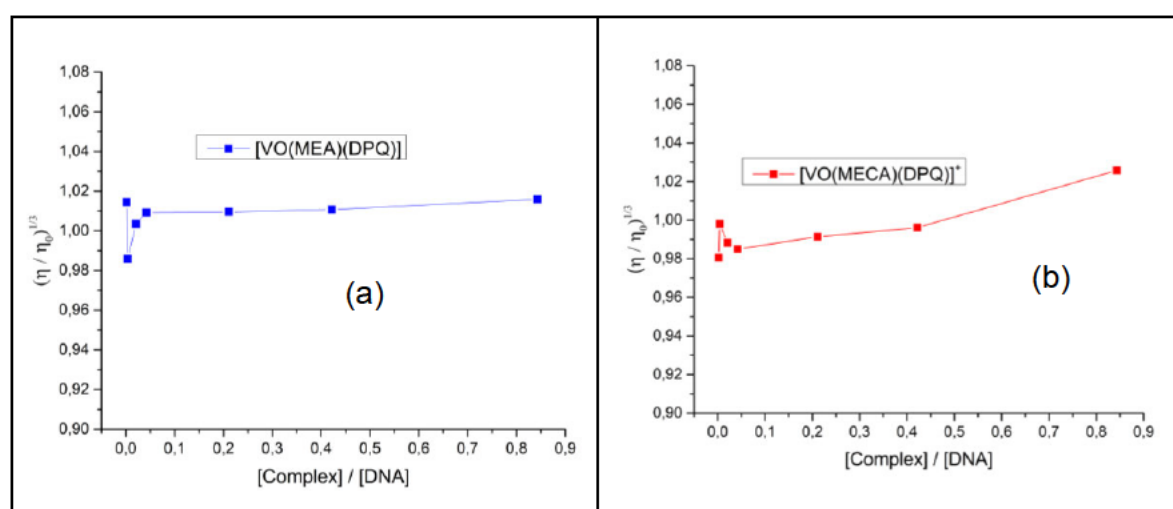 1,08
1,06
1,04
1,02
1,00
0,98
0,96
0,94
0,92
0,90
(η / η₀)^1/3
[VO(MEA)(DPQ)]
(a)
0,0 0,1 0,2 0,3 0,4 0,5 0,6 0,7 0,8 0,9
[Complex] / [DNA]
1,08
1,06
1,04
1,02
1,00
0,98
0,96
0,94
0,92
0,90
(η / η₀)^1/3
[VO(MECA)(DPQ)]⁺
(b)
0,0 0,1 0,2 0,3 0,4 0,5 0,6 0,7 0,8 0,9
[Complex] / [DNA]